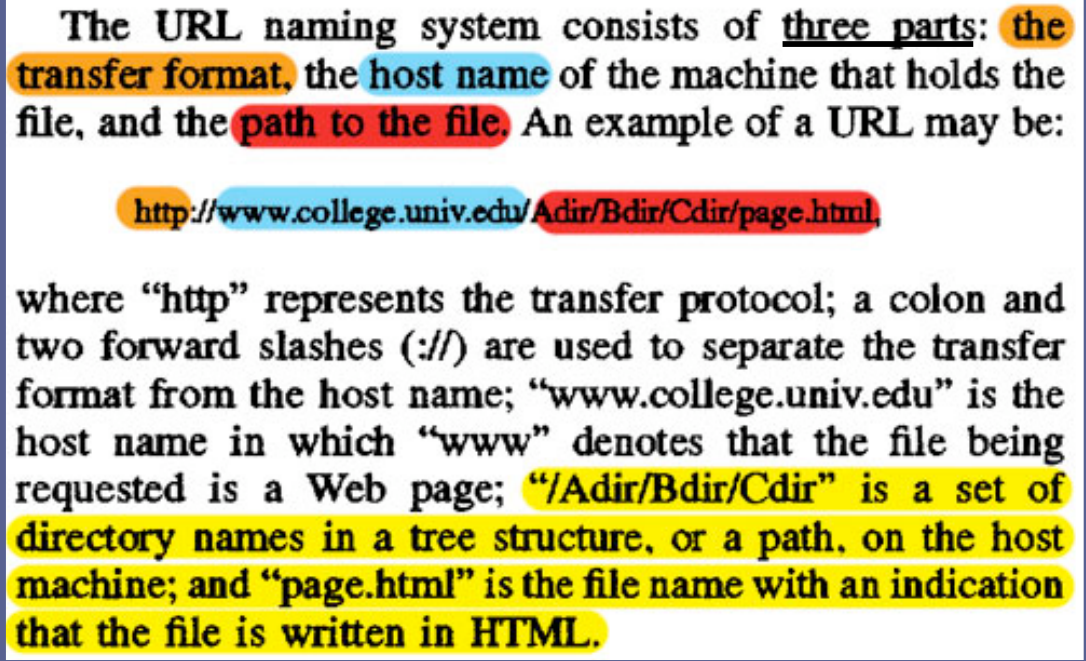 The URL naming system consists of three parts: the
transfer format, the host name of the machine that holds the
file, and the path to the file. An example of a URL may be:
http://www.college.univ.edu/Adir/Bdir/Cdir/page.html,
where “http” represents the transfer protocol; a colon and
two forward slashes (://) are used to separate the transfer
format from the host name; “www.college.univ.edu” is the
host name in which “www” denotes that the file being
requested is a Web page; “/Adir/Bdir/Cdir” is a set of
directory names in a tree structure, or a path, on the host
machine; and “page.html” is the file name with an indication
that the file is written in HTML.